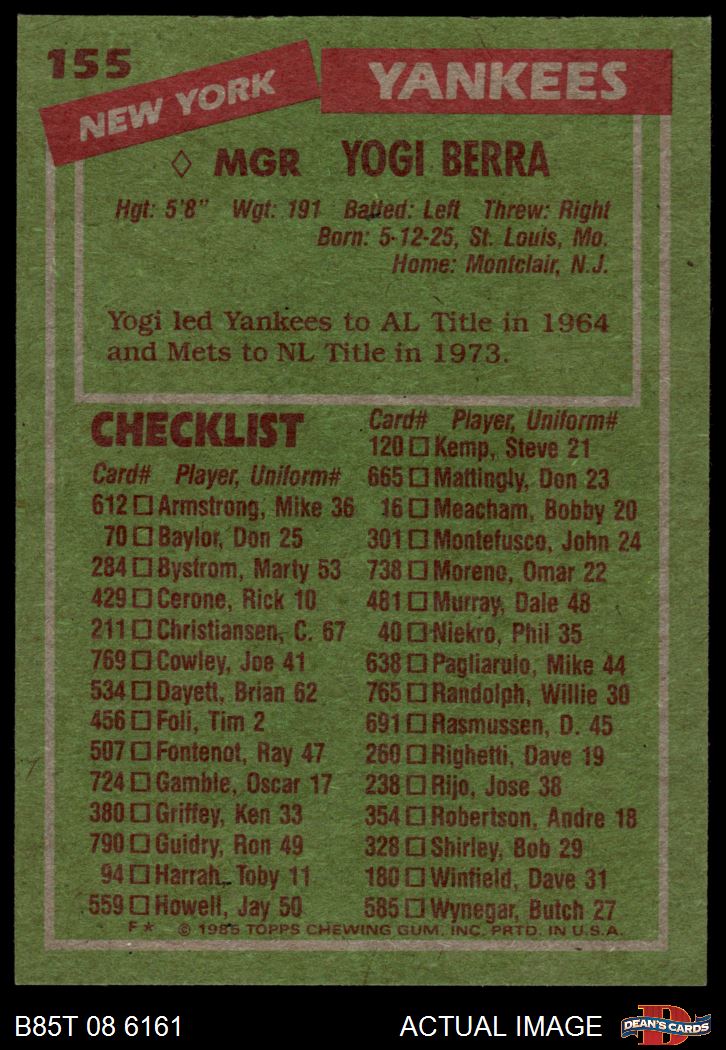 155
NEW YORK YANKEES
◊ MGR YOGI BERRA
Hgt: 5'8" Wgt: 191 Batted: Left Threw: Right
Born: 5-12-25, St. Louis, Mo.
Home: Montclair, N.J.
Yogi led Yankees to AL Title in 1964
and Mets to NL Title in 1973.
CHECKLIST
Card# Player, Uniform#
612 □ Armstrong, Mike 36
70 □ Baylor, Don 25
284 □ Bystrom, Marty 53
429 □ Cerone, Rick 10
211 □ Christiansen, C. 67
769 □ Cowley, Joe 41
534 □ Dayett, Brian 62
456 □ Foli, Tim 2
507 □ Fontenot, Ray 47
724 □ Gamble, Oscar 17
380 □ Griffey, Ken 33
790 □ Guidry, Ron 49
94 □ Harrah, Toby 11
559 □ Howell, Jay 50
Card# Player, Uniform#
120 □ Kemp, Steve 21
665 □ Mattingly, Don 23
16 □ Meacham, Bobby 20
301 □ Montefusco, John 24
738 □ Moreno, Omar 22
481 □ Murray, Dale 48
40 □ Niekro, Phil 35
638 □ Pagliarulo, Mike 44
765 □ Randolph, Willie 30
691 □ Rasmussen, D. 45
260 □ Righetti, Dave 19
238 □ Rijo, Jose 38
354 □ Robertson, Andre 18
328 □ Shirley, Bob 29
180 □ Winfield, Dave 31
585 □ Wynegar, Butch 27
F★ © 1985 TOPPS CHEWING GUM, INC. PRTD. IN U.S.A.
B85T 08 6161
ACTUAL IMAGE
DEAN'S CARDS